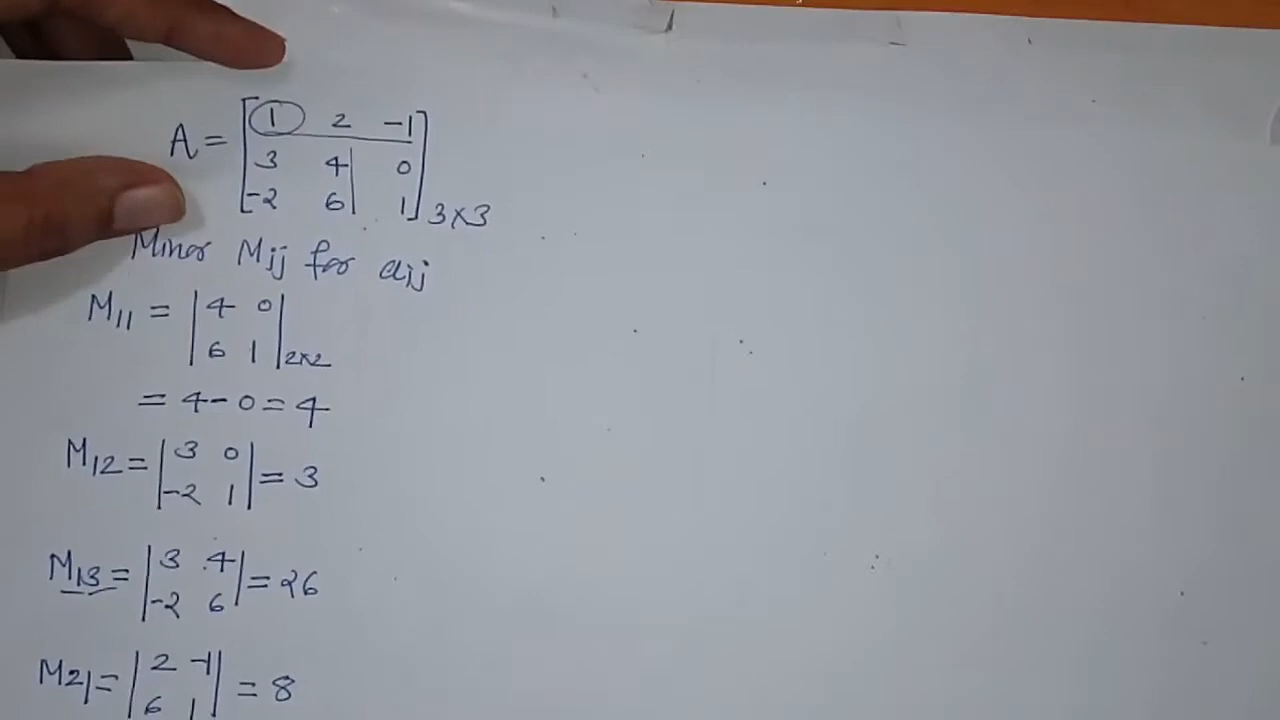 A = [1 2 -1
3 4 0
-2 6 1] 3×3
Minor Mij for aij
M11 = |4 0
6 1| 2×2
= 4-0=4
M12= |3 0
-2 1| = 3
M13= |3 4
-2 6| = 26
M21= |2 -1
6 1| = 8